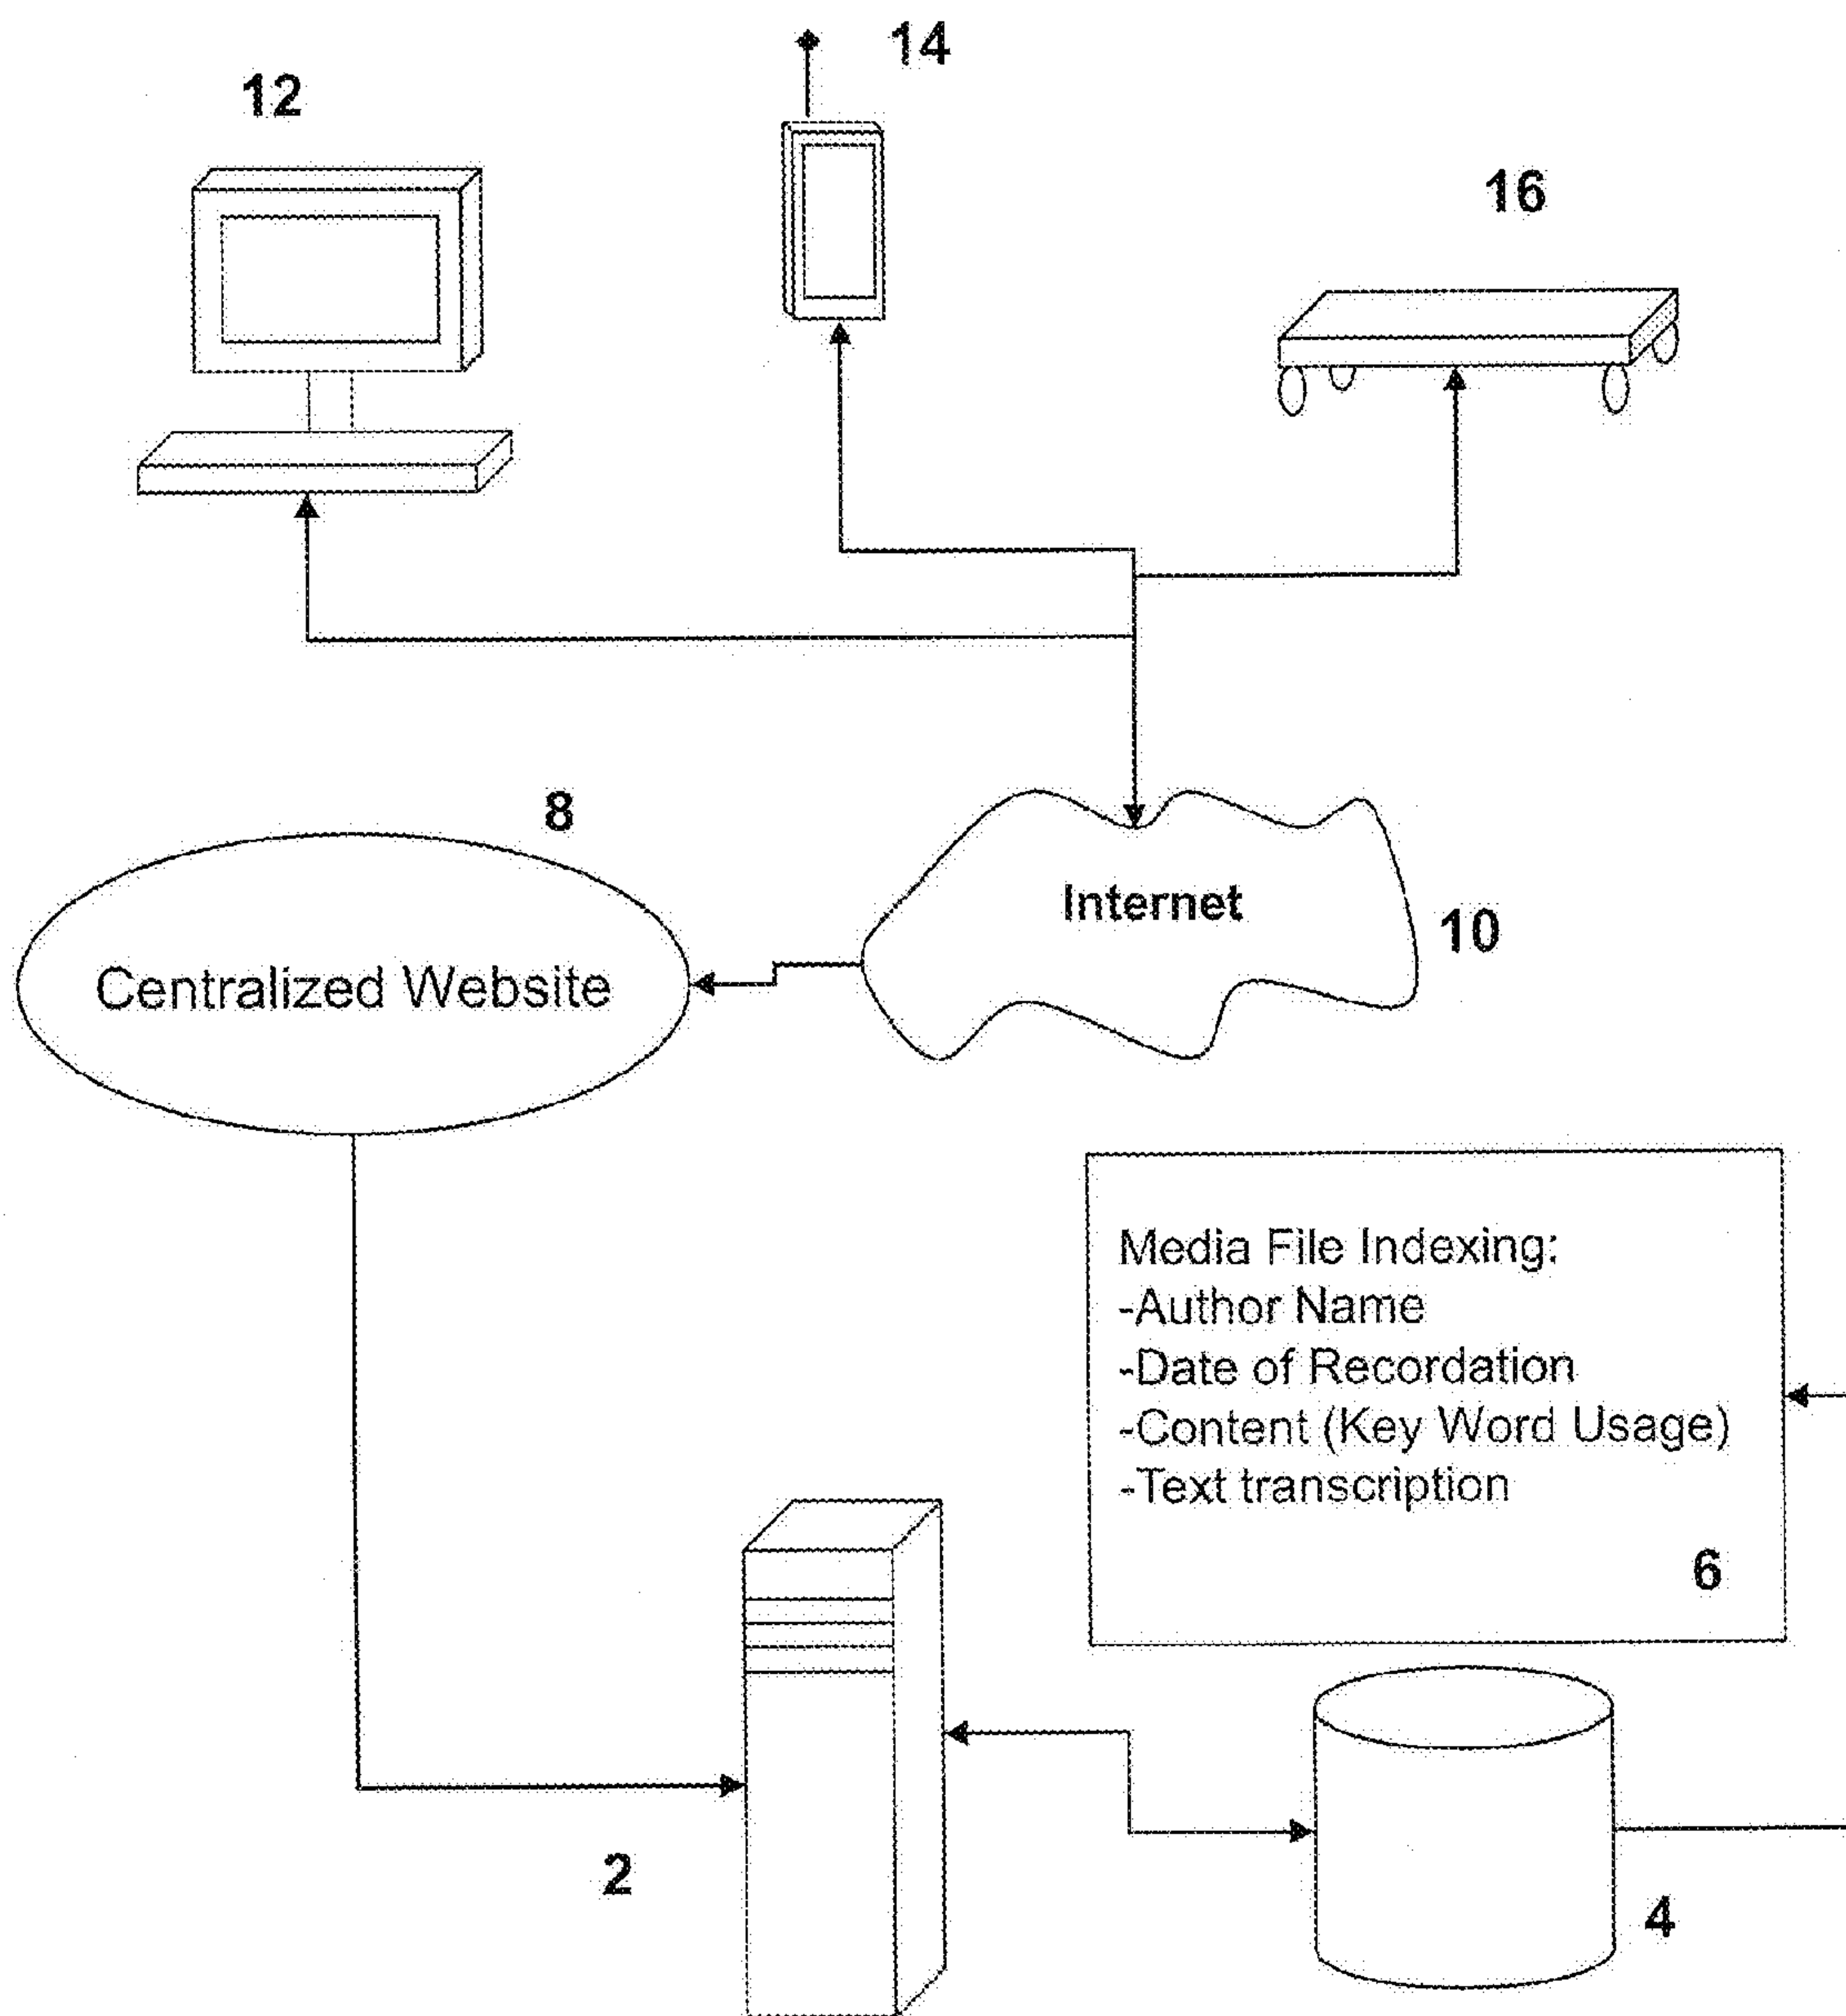 14
12
16
8
Internet
10
Centralized Website
Media File Indexing:
-Author Name
-Date of Recordation
-Content (Key Word Usage)
-Text transcription
6
2
4